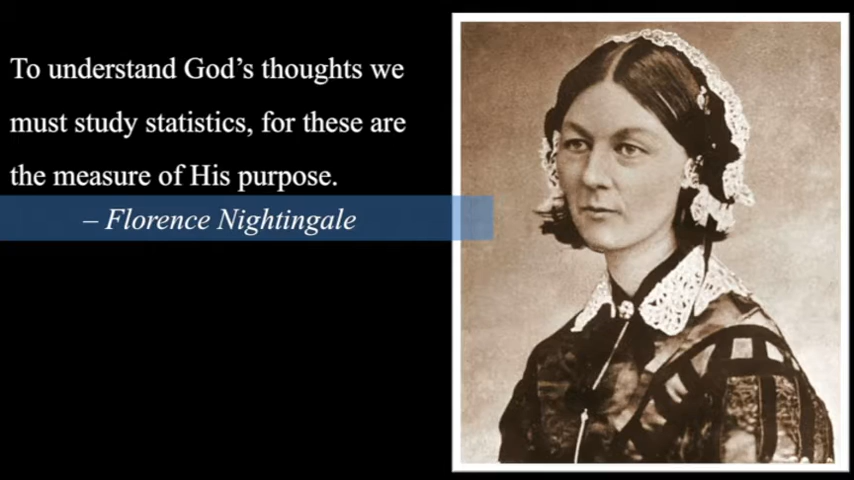 To understand God’s thoughts we
must study statistics, for these are
the measure of His purpose.
– Florence Nightingale